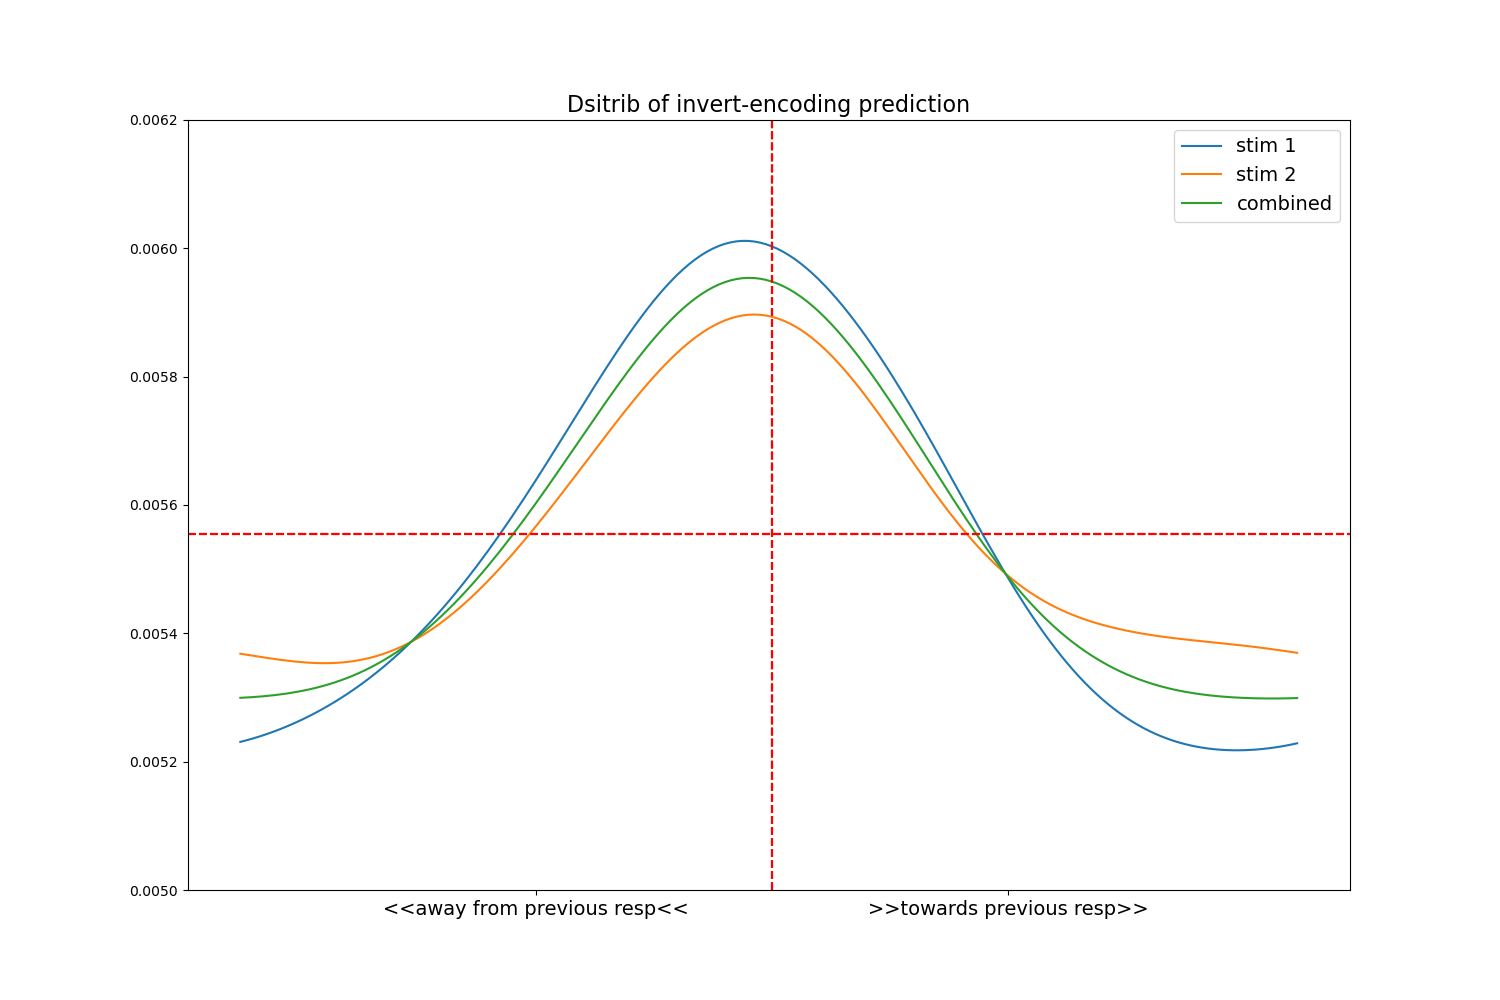 Dsitrib of invert-encoding prediction
0.0062
0.0060
0.0058
0.0056
0.0054
0.0052
0.0050
stim 1
stim 2
combined
<<away from previous resp<<
>>towards previous resp>>